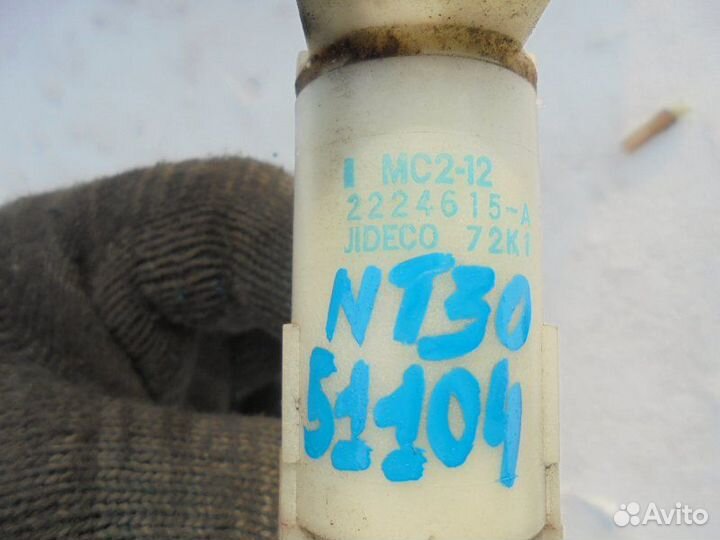 MC2-12
2224615-A
JIDECO 72K1
NT30
51104
Avito